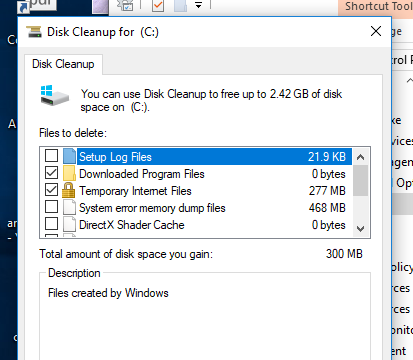 pdf
Shortcut Tool
Disk Cleanup for (C:)
Disk Cleanup
You can use Disk Cleanup to free up to 2.42 GB of disk
space on (C:).
Files to delete:
Setup Log Files 21.9 KB
Downloaded Program Files 0 bytes
Temporary Internet Files 277 MB
System error memory dump files 468 MB
DirectX Shader Cache 0 bytes
Total amount of disk space you gain: 300 MB
Description
Files created by Windows